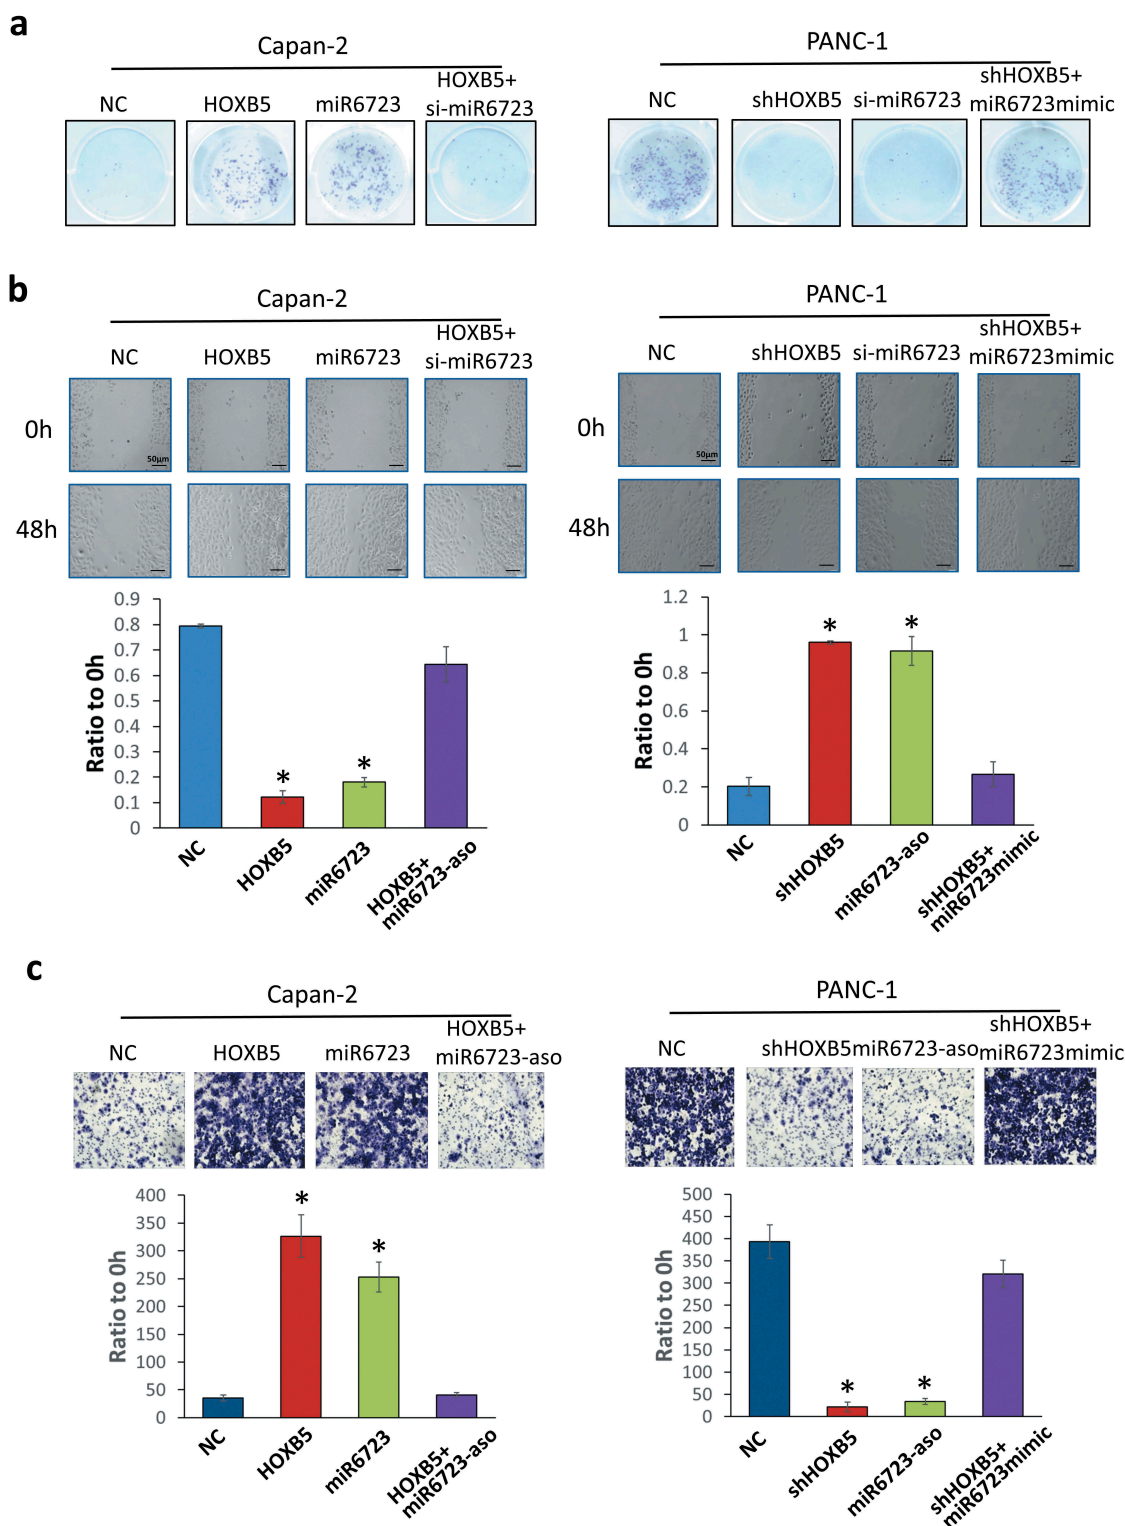 a
Capan-2
NC
HOXB5
miR6723
HOXB5+
si-miR6723
PANC-1
NC
shHOXB5
si-miR6723
shHOXB5+
miR6723mimic
b
Capan-2
NC
HOXB5
miR6723
HOXB5+
si-miR6723
0h
50μm
48h
PANC-1
NC
shHOXB5
si-miR6723
shHOXB5+
miR6723mimic
0h
50μm
48h
Ratio to 0h
0.9
0.8
0.7
0.6
0.5
0.4
0.3
0.2
0.1
0
*
*
NC
HOXB5
miR6723
HOXB5+
miR6723-aso
Ratio to 0h
1.2
1
0.8
0.6
0.4
0.2
0
*
*
NC
shHOXB5
miR6723-aso
shHOXB5+
miR6723mimic
c
Capan-2
NC
HOXB5
miR6723
HOXB5+
miR6723-aso
PANC-1
NC
shHOXB5
miR6723-aso
shHOXB5+
miR6723mimic
Ratio to 0h
400
350
300
250
200
150
100
50
0
*
*
NC
HOXB5
miR6723
HOXB5+
miR6723-aso
Ratio to 0h
500
450
400
350
300
250
200
150
100
50
0
*
*
NC
shHOXB5
miR6723-aso
shHOXB5+
miR6723mimic